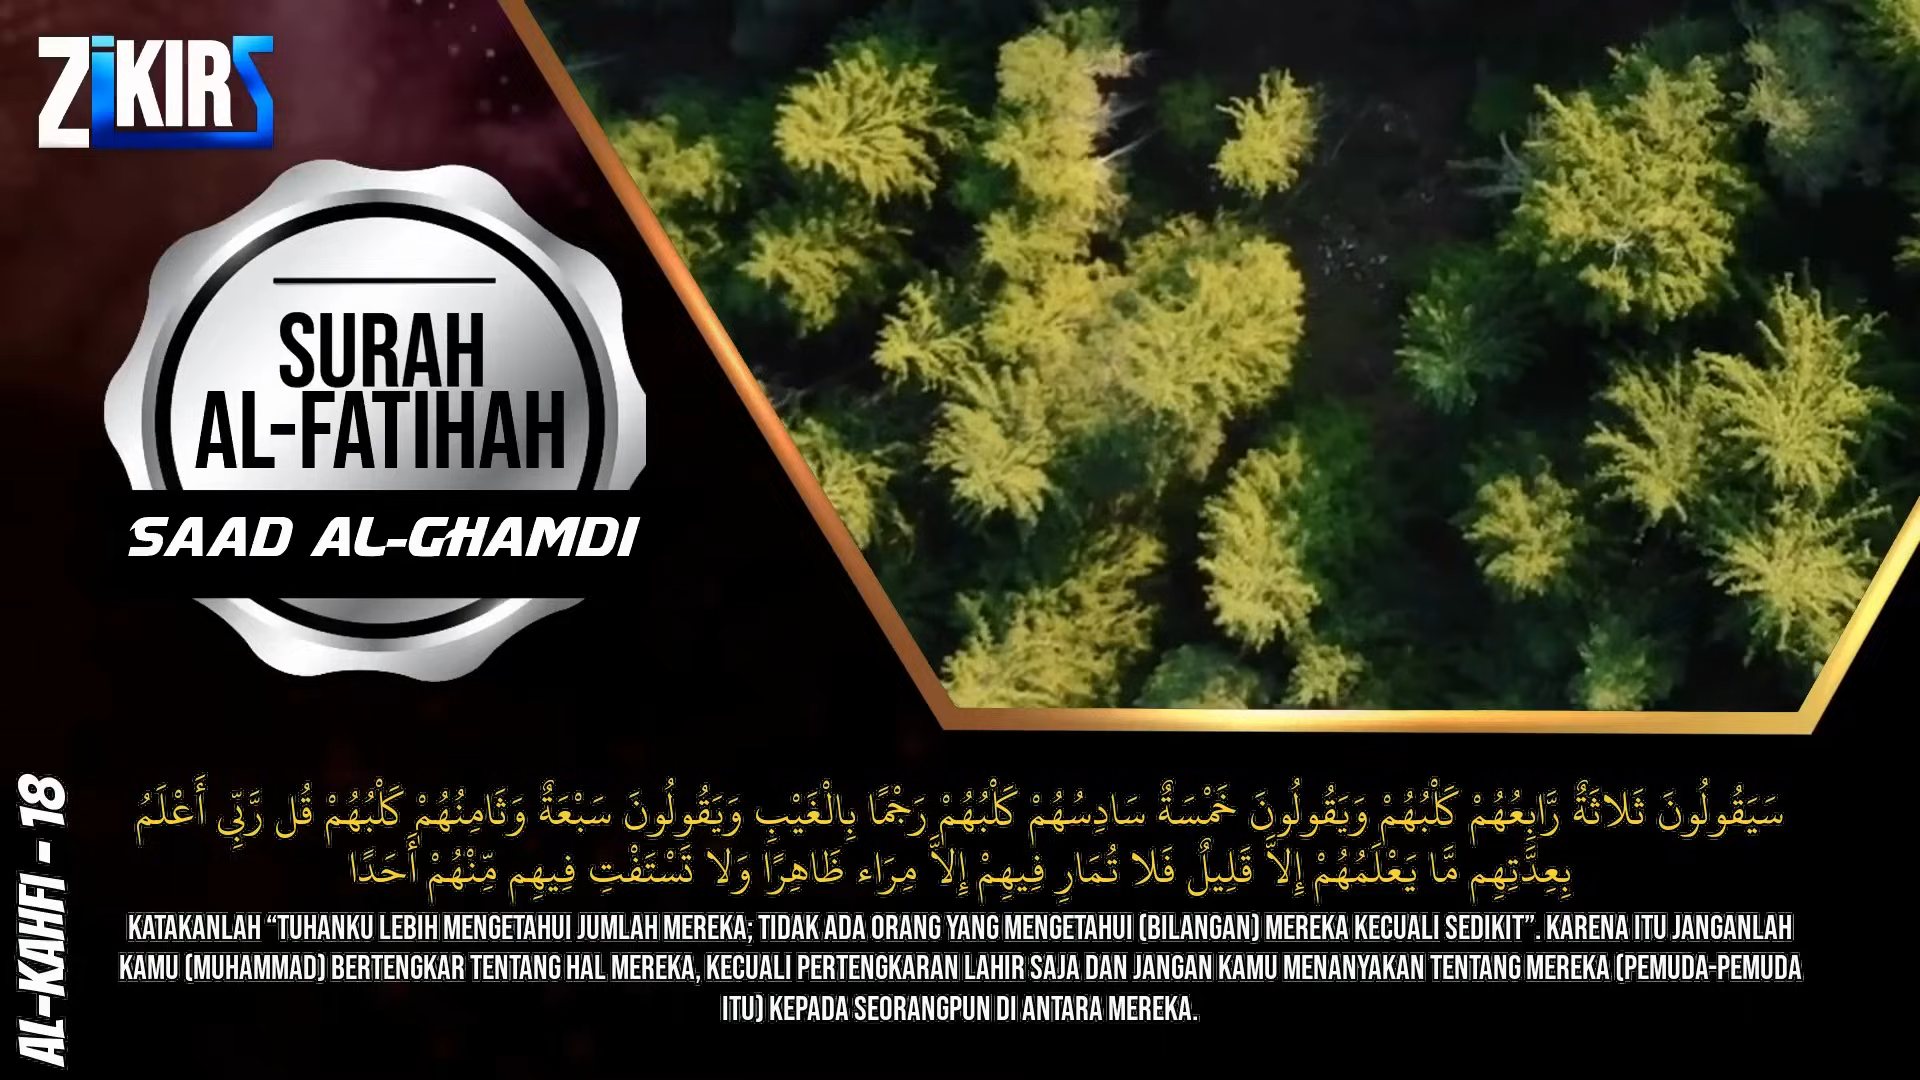 ZIKIRS
SURAH
AL-FATIHAH
SAAD AL-GHAMDI
AL-KAHFI - 18
سَيَقُولُونَ ثَلاثَةٌ رَّابِعُهُمْ كَلْبُهُمْ وَيَقُولُونَ خَمْسَةٌ سَادِسُهُمْ كَلْبُهُمْ رَجْمًا بِالْغَيْبِ وَيَقُولُونَ سَبْعَةٌ وَثَامِنُهُمْ كَلْبُهُمْ قُل رَّبِّي أَعْلَمُ
بِعِدَّتِهِم مَّا يَعْلَمُهُمْ إِلاَّ قَلِيلٌ فَلا تُمَارِ فِيهِمْ إِلاَّ مِرَاء ظَاهِرًا وَلا تَسْتَفْتِ فِيهِم مِّنْهُمْ أَحَدًا
KATAKANLAH “TUHANKU LEBIH MENGETAHUI JUMLAH MEREKA; TIDAK ADA ORANG YANG MENGETAHUI (BILANGAN) MEREKA KECUALI SEDIKIT”. KARENA ITU JANGANLAH
KAMU (MUHAMMAD) BERTENGKAR TENTANG HAL MEREKA, KECUALI PERTENGKARAN LAHIR SAJA DAN JANGAN KAMU MENANYAKAN TENTANG MEREKA (PEMUDA-PEMUDA
ITU) KEPADA SEORANGPUN DI ANTARA MEREKA.